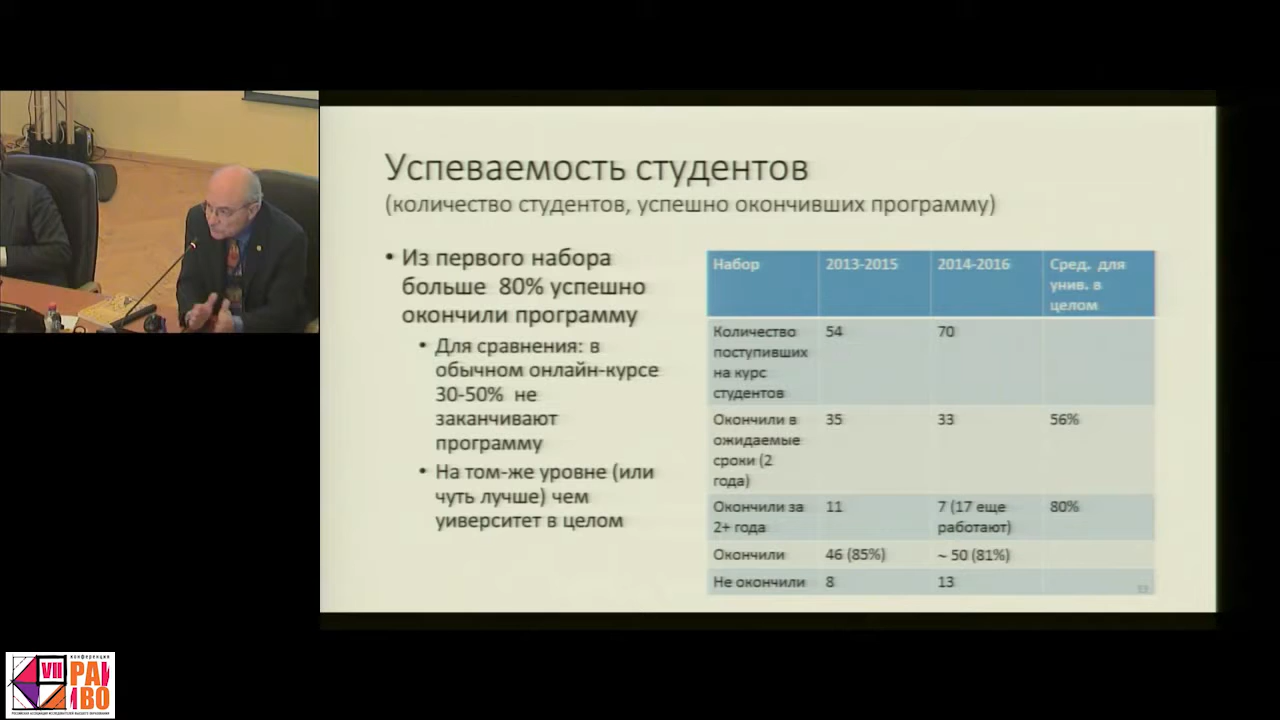 Успеваемость студентов
(количество студентов, успешно окончивших программу)
• Из первого набора
больше 80% успешно
окончили программу
• Для сравнения: в
обычном онлайн-курсе
30-50% не
заканчивают
программу
• На том-же уровне (или
чуть лучше) чем
уиверситет в целом
Набор 2013-2015 2014-2016 Сред. для
унив. в
целом
Количество 54 70
поступивших
на курс
студентов
Окончили в 35 33 56%
ожидаемые
сроки (2
года)
Окончили за 11 7 (17 еще 80%
2+ года работают)
Окончили 46 (85%) ~ 50 (81%)
Не окончили 8 13
конференция
VII
РАИВО